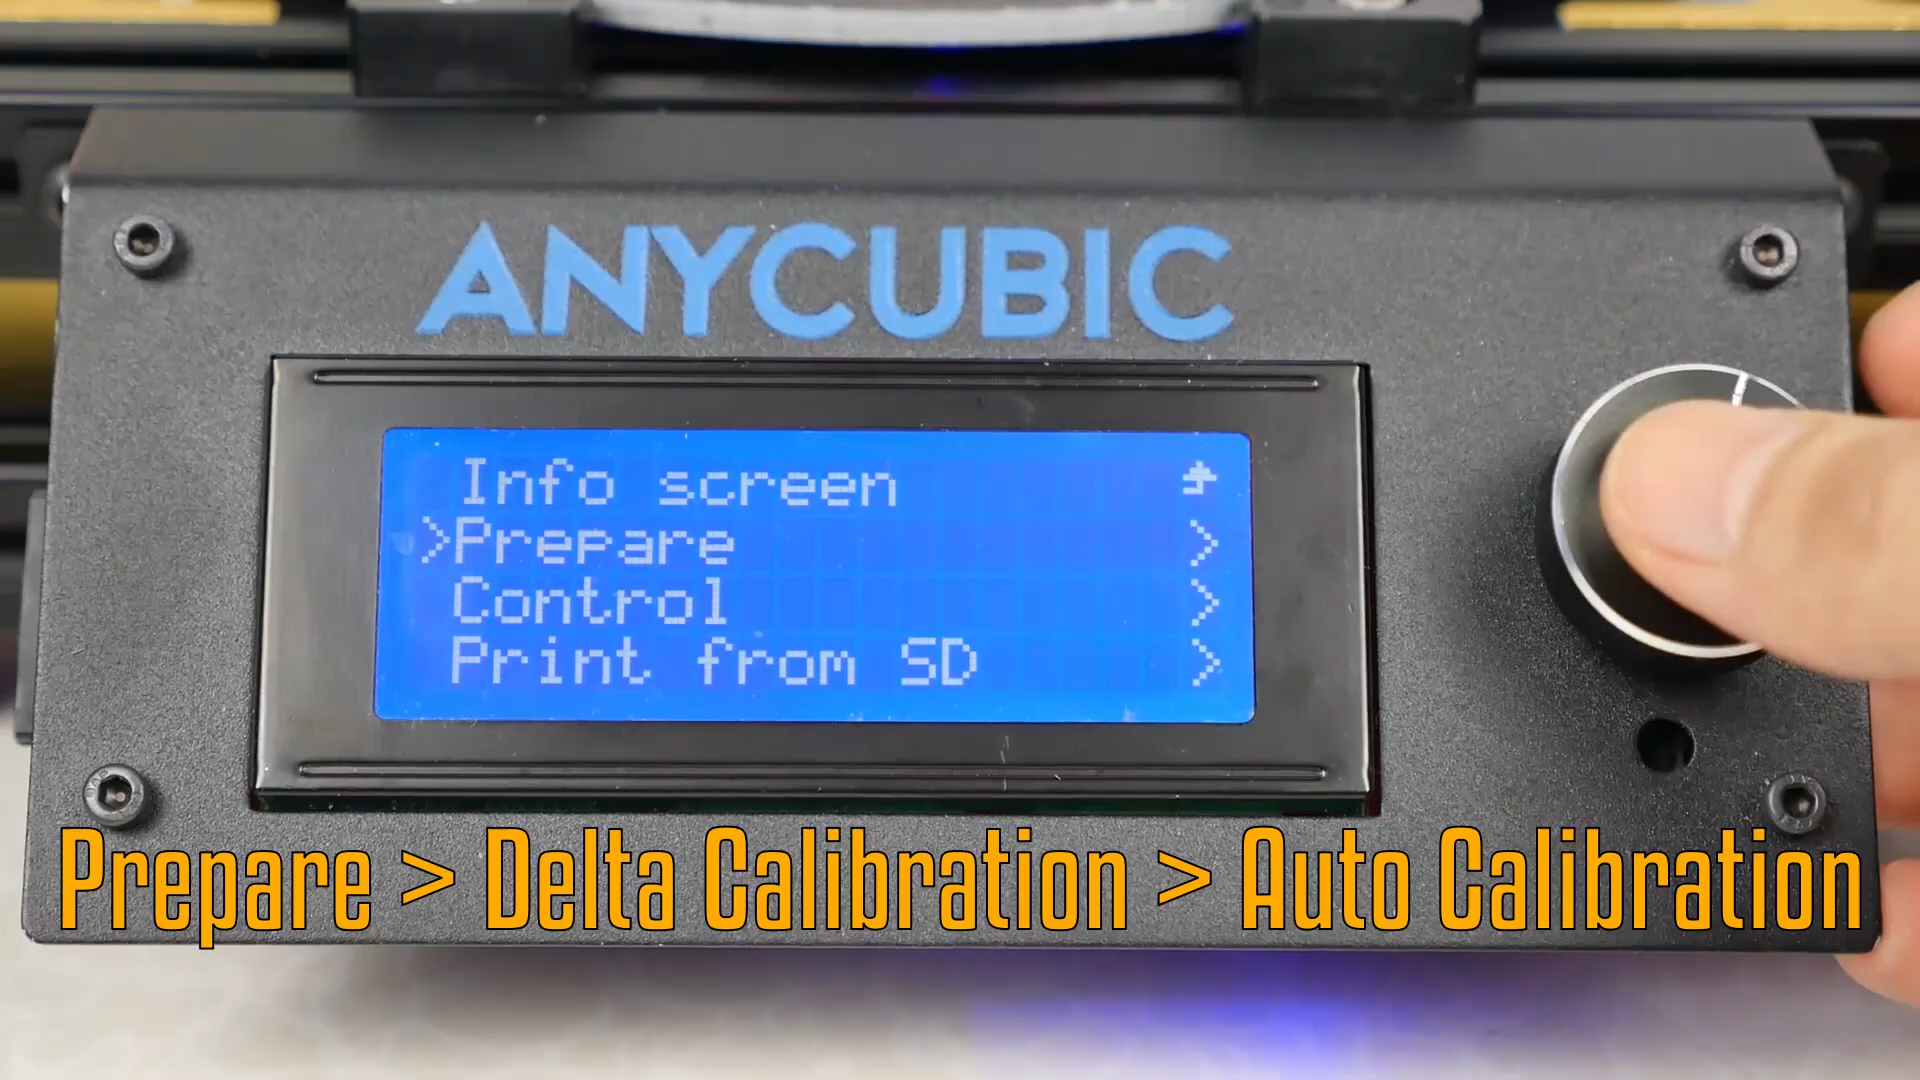 ANYCUBIC
Info screen
>Prepare >
Control >
Print from SD >
Prepare > Delta Calibration > Auto Calibration